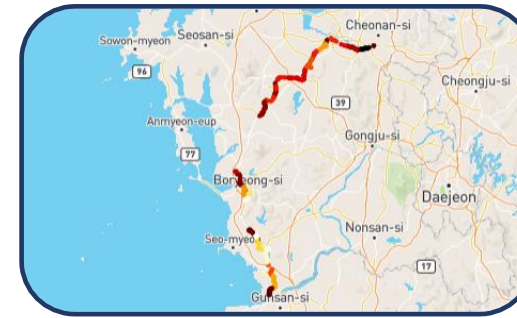 Cheonan-si
Seosan-si
Sowon-myeon
96
Cheongju-si
39
Anmyeon-eup
Gongju-si
77
Boryeong-si
Daejeon
Nonsan-si
Seo-myeo
17
Gunsan-si